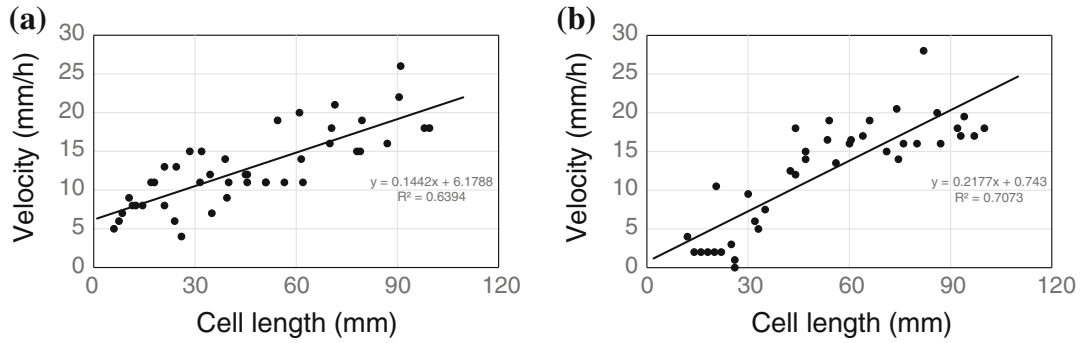 (a)
Velocity (mm/h)
30
25
20
15
10
5
0
y = 0.1442x + 6.1788
R² = 0.6394
0 30 60 90 120
Cell length (mm)
(b)
Velocity (mm/h)
30
25
20
15
10
5
0
y = 0.2177x + 0.743
R² = 0.7073
0 30 60 90 120
Cell length (mm)